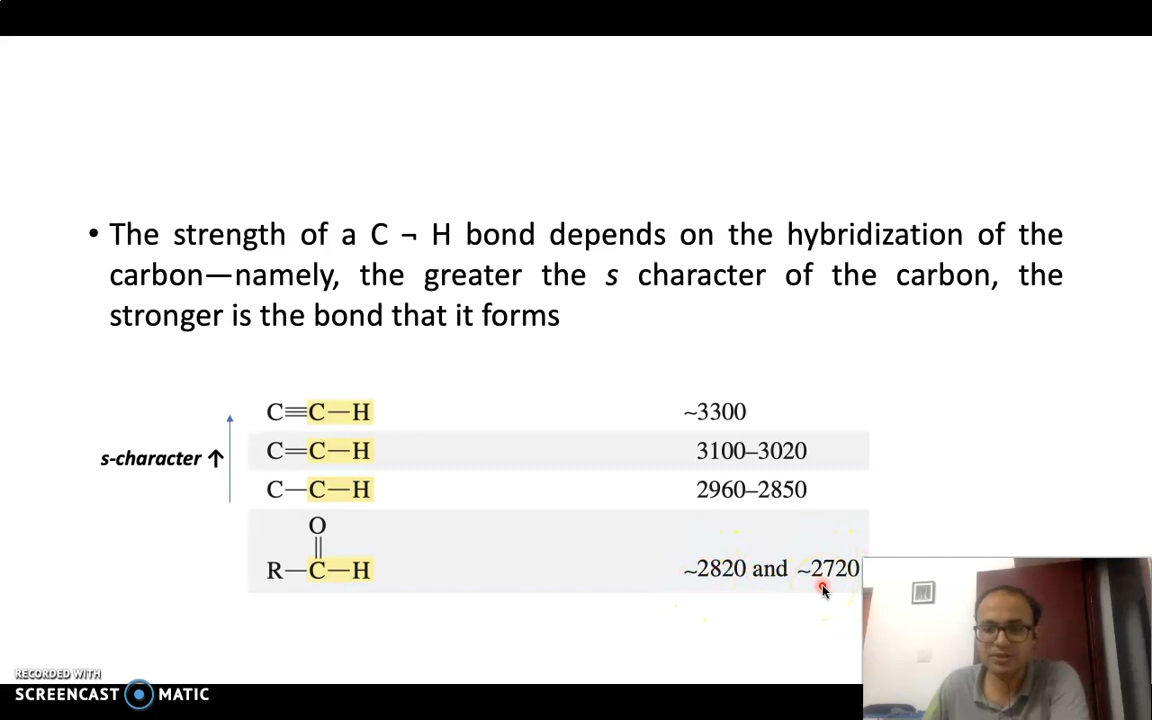 • The strength of a C ¬ H bond depends on the hybridization of the
carbon—namely, the greater the s character of the carbon, the
stronger is the bond that it forms
C≡C—H ~3300
s-character ↑ C=C—H 3100–3020
C—C—H 2960–2850
O
||
R—C—H ~2820 and ~2720
RECORDED WITH
SCREENCAST MATIC